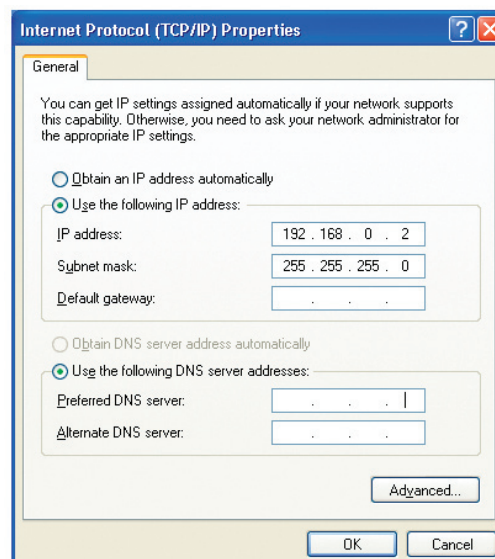 Internet Protocol (TCP/IP) Properties
General
You can get IP settings assigned automatically if your network supports
this capability. Otherwise, you need to ask your network administrator for
the appropriate IP settings.
Obtain an IP address automatically
Use the following IP address:
IP address: 192 . 168 . 0 . 2
Subnet mask: 255 . 255 . 255 . 0
Default gateway: . . .
Obtain DNS server address automatically
Use the following DNS server addresses:
Preferred DNS server: . . .
Alternate DNS server: . . .
Advanced...
OK Cancel